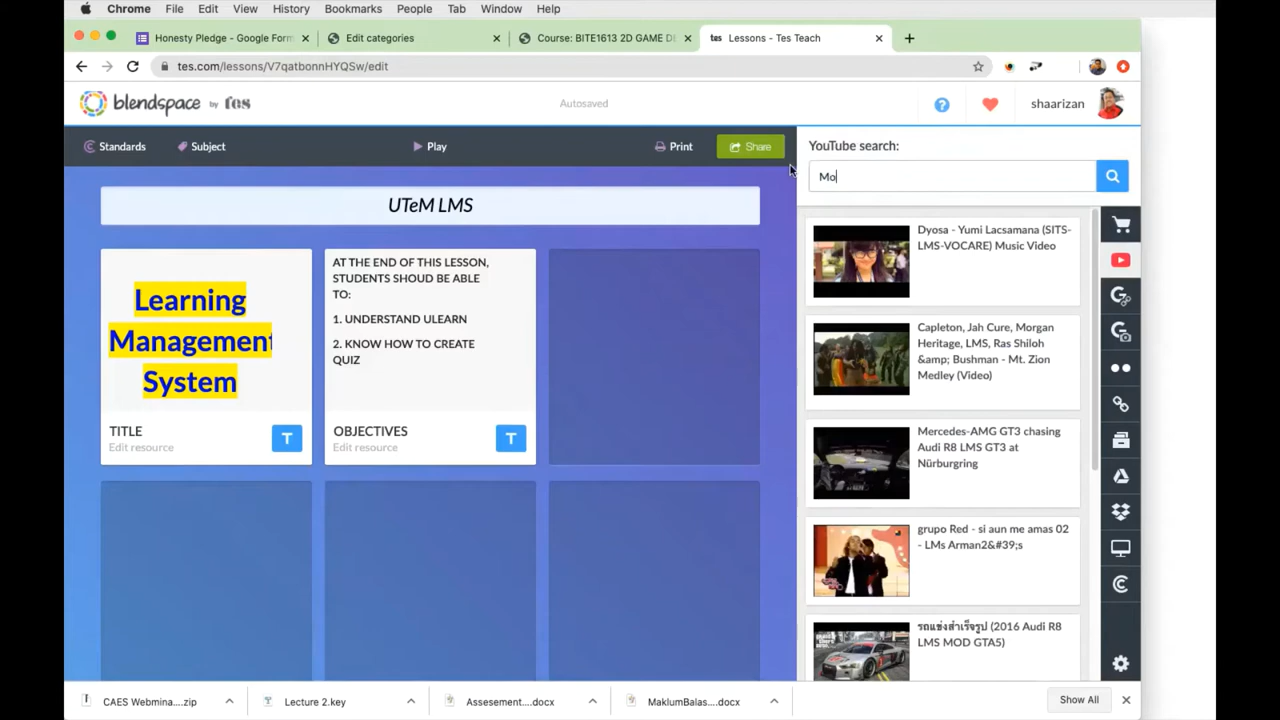 Chrome File Edit View History Bookmarks People Tab Window Help
Honesty Pledge - Google Form
Edit categories
Course: BITE1613 2D GAME DE
tes Lessons - Tes Teach
tes.com/lessons/V7qatbonnHYQSw/edit
blendspace by tes
Autosaved
shaarizan
Standards Subject Play Print Share
YouTube search:
Mo
UTeM LMS
Learning
Management
System
TITLE
Edit resource
T
AT THE END OF THIS LESSON,
STUDENTS SHOUD BE ABLE
TO:
1. UNDERSTAND ULEARN
2. KNOW HOW TO CREATE
QUIZ
OBJECTIVES
Edit resource
T
Dyosa - Yumi Lacsamana (SITS-
LMS-VOCARE) Music Video
Capleton, Jah Cure, Morgan
Heritage, LMS, Ras Shiloh
&amp; Bushman - Mt. Zion
Medley (Video)
Mercedes-AMG GT3 chasing
Audi R8 LMS GT3 at
Nürburgring
grupo Red - si aun me amas 02
- LMs Arman2&#39;s
รถแข่งสำเร็จรูป (2016 Audi R8
LMS MOD GTA5)
CAES Webmina....zip
Lecture 2.key
Assesement....docx
MaklumBalas....docx
Show All